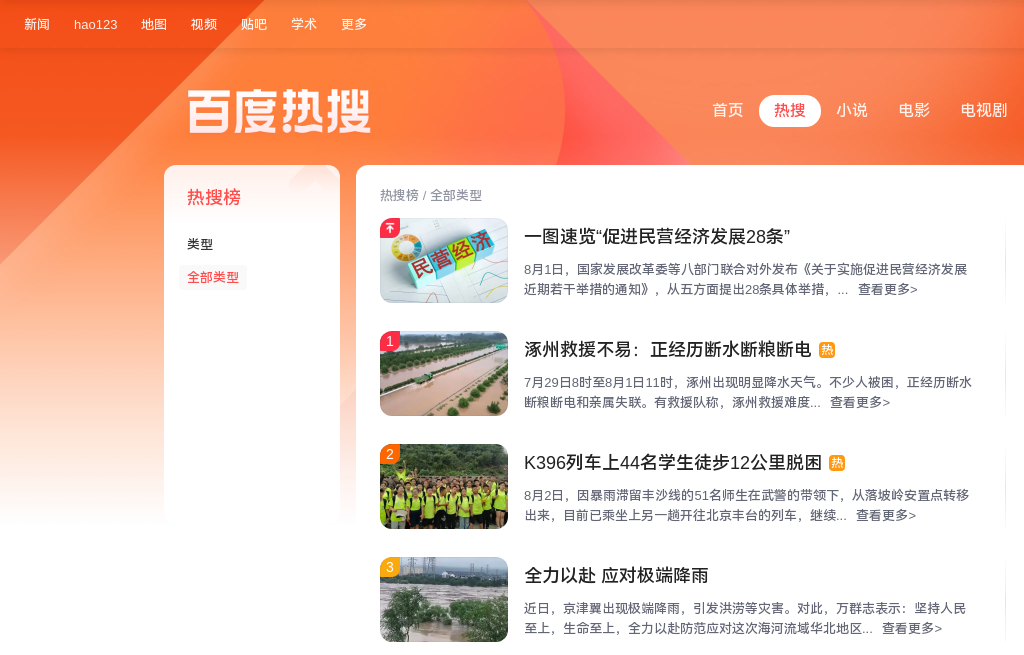 新闻 hao123 地图 视频 贴吧 学术 更多
百度热搜
首页 热搜 小说 电影 电视剧
热搜榜
类型
全部类型
热搜榜 / 全部类型
民营经济
一图速览“促进民营经济发展28条”
8月1日，国家发展改革委等八部门联合对外发布《关于实施促进民营经济发展
近期若干举措的通知》，从五方面提出28条具体举措，... 查看更多>
1
涿州救援不易：正经历断水断粮断电 热
7月29日8时至8月1日11时，涿州出现明显降水天气。不少人被困，正经历断水
断粮断电和亲属失联。有救援队称，涿州救援难度... 查看更多>
2
K396列车上44名学生徒步12公里脱困 热
8月2日，因暴雨滞留丰沙线的51名师生在武警的带领下，从落坡岭安置点转移
出来，目前已乘坐上另一趟开往北京丰台的列车，继续... 查看更多>
3
全力以赴 应对极端降雨
近日，京津翼出现极端降雨，引发洪涝等灾害。对此，万群志表示：坚持人民
至上，生命至上，全力以赴防范应对这次海河流域华北地区... 查看更多>